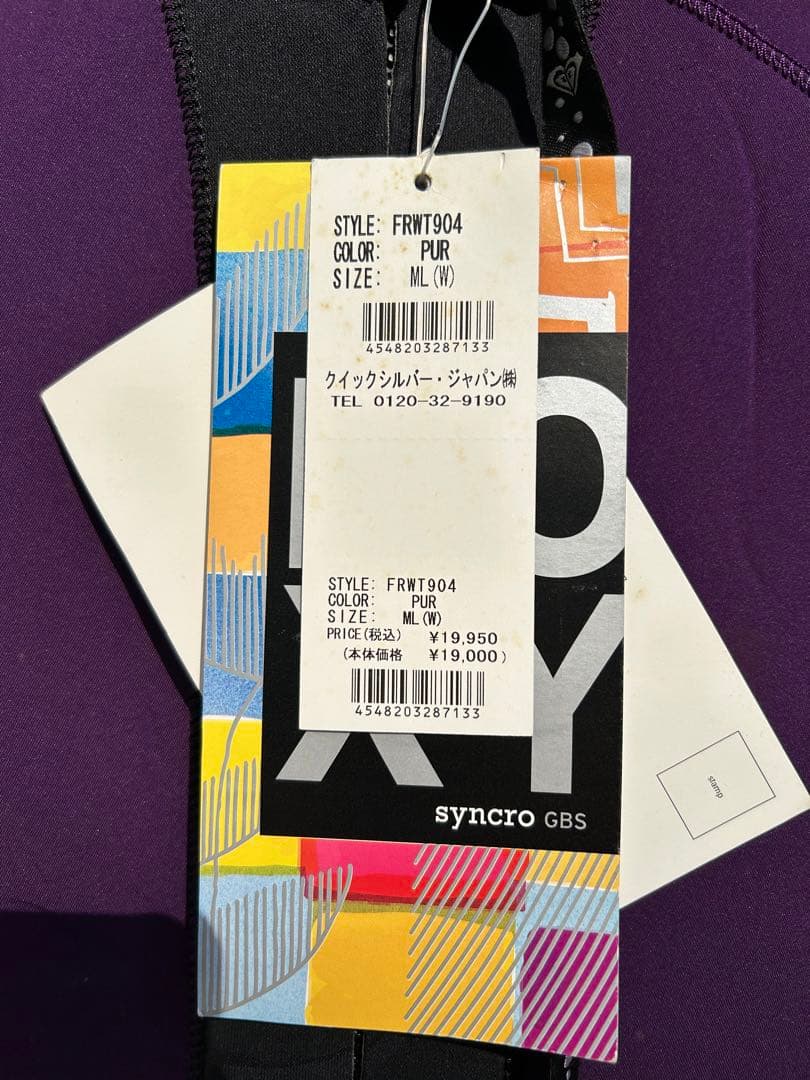 STYLE: FRWT904
COLOR: PUR
SIZE: ML(W)
4548203287133
クイックシルバー・ジャパン㈱
TEL 0120-32-9190
STYLE: FRWT904
COLOR: PUR
SIZE: ML(W)
PRICE(税込) ¥19,950
(本体価格 ¥19,000)
4548203287133
O
XY
syncro GBS
stamp